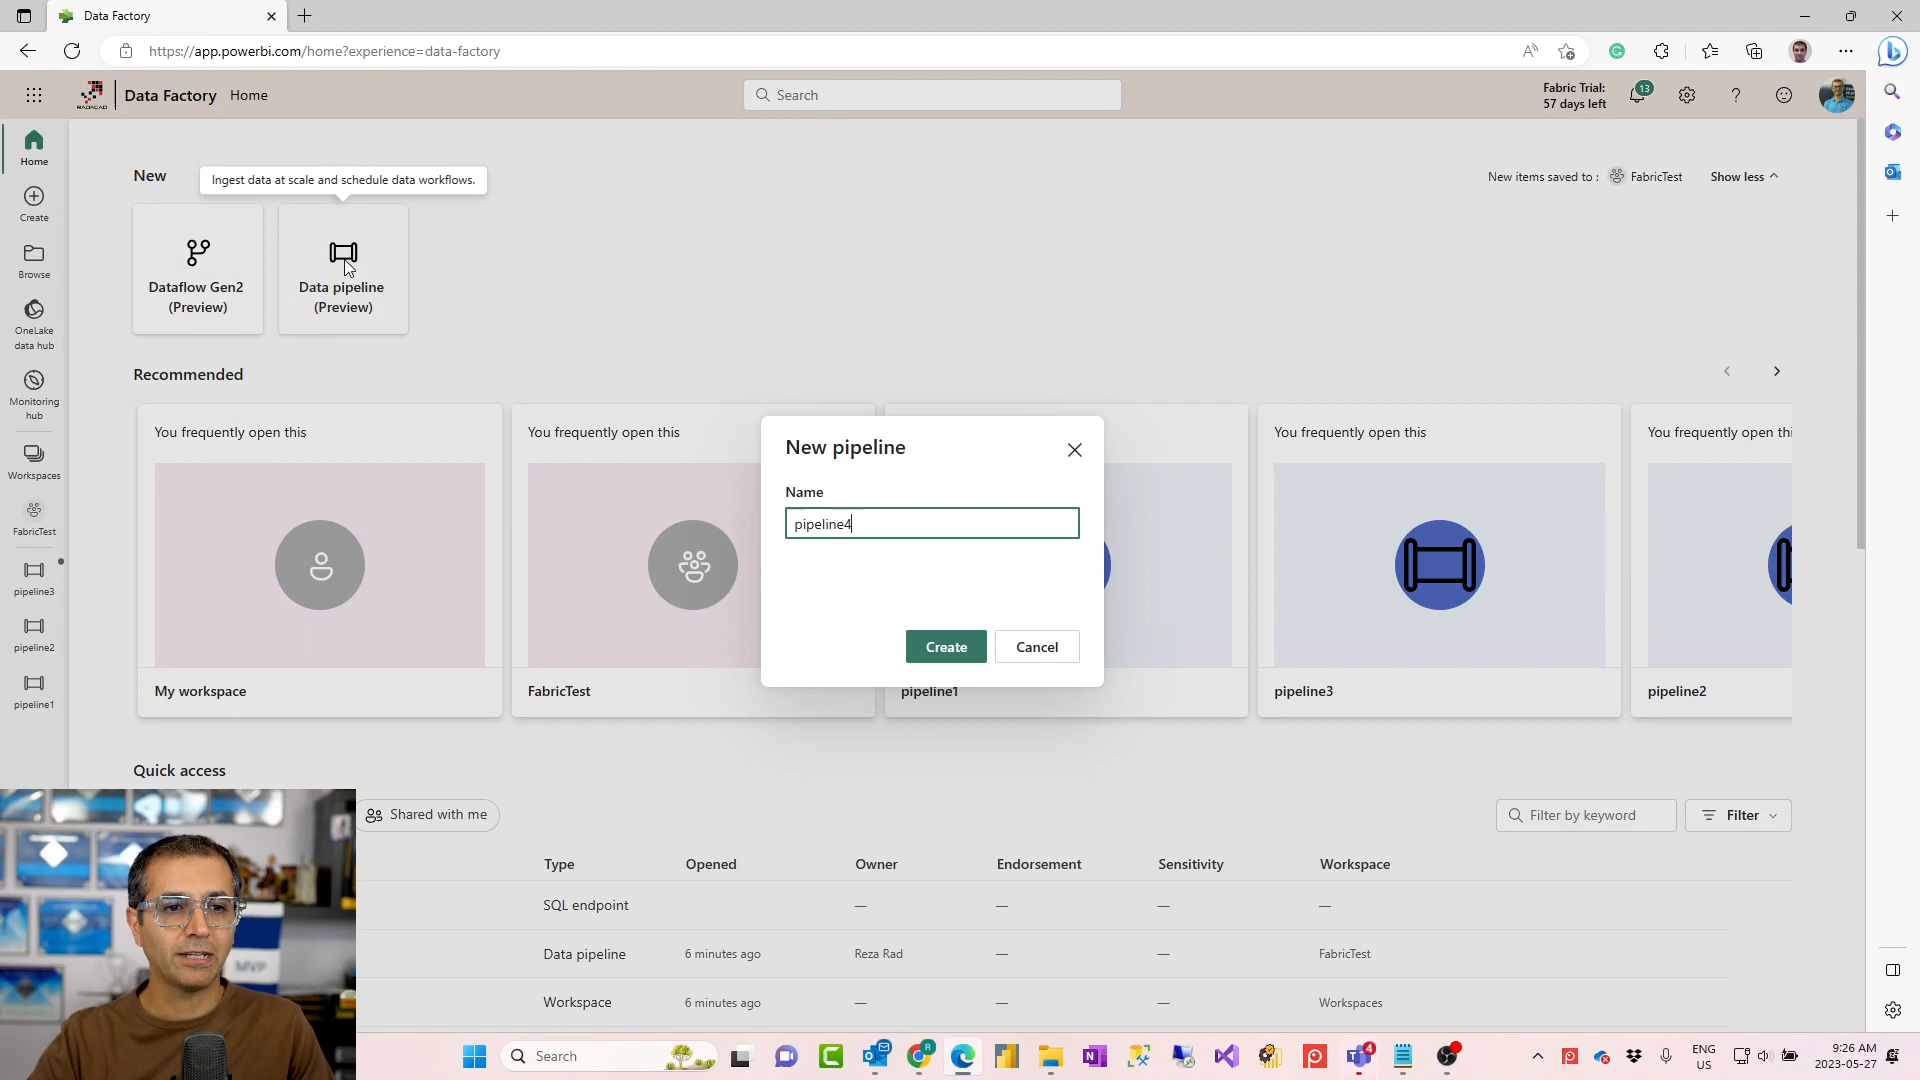 Data Factory
https://app.powerbi.com/home?experience=data-factory
RADACAD
Data Factory Home
Search
Fabric Trial:
57 days left
13
Home
Create
Browse
OneLake
data hub
Monitoring
hub
Workspaces
FabricTest
pipeline3
pipeline2
pipeline1
New
Ingest data at scale and schedule data workflows.
New items saved to : FabricTest Show less
Dataflow Gen2
(Preview)
Data pipeline
(Preview)
Recommended
You frequently open this
You frequently open this
You frequently open this
You frequently open thi
My workspace
FabricTest
pipeline1
pipeline3
pipeline2
New pipeline
Name
pipeline4
Create
Cancel
Quick access
Shared with me
Filter by keyword
Filter
Type Opened Owner Endorsement Sensitivity Workspace
SQL endpoint — — — —
Data pipeline 6 minutes ago Reza Rad — — FabricTest
Workspace 6 minutes ago — — — Workspaces
MVP
Search
R
4
ENG
US
9:26 AM
2023-05-27